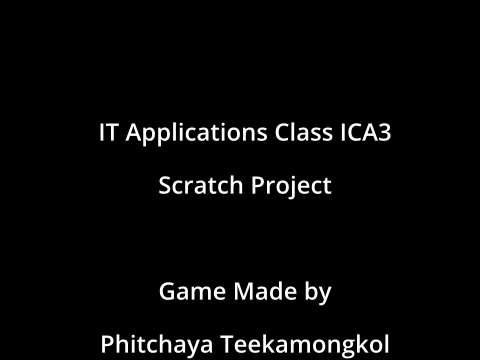 IT Applications Class ICA3
Scratch Project
Game Made by
Phitchaya Teekamongkol